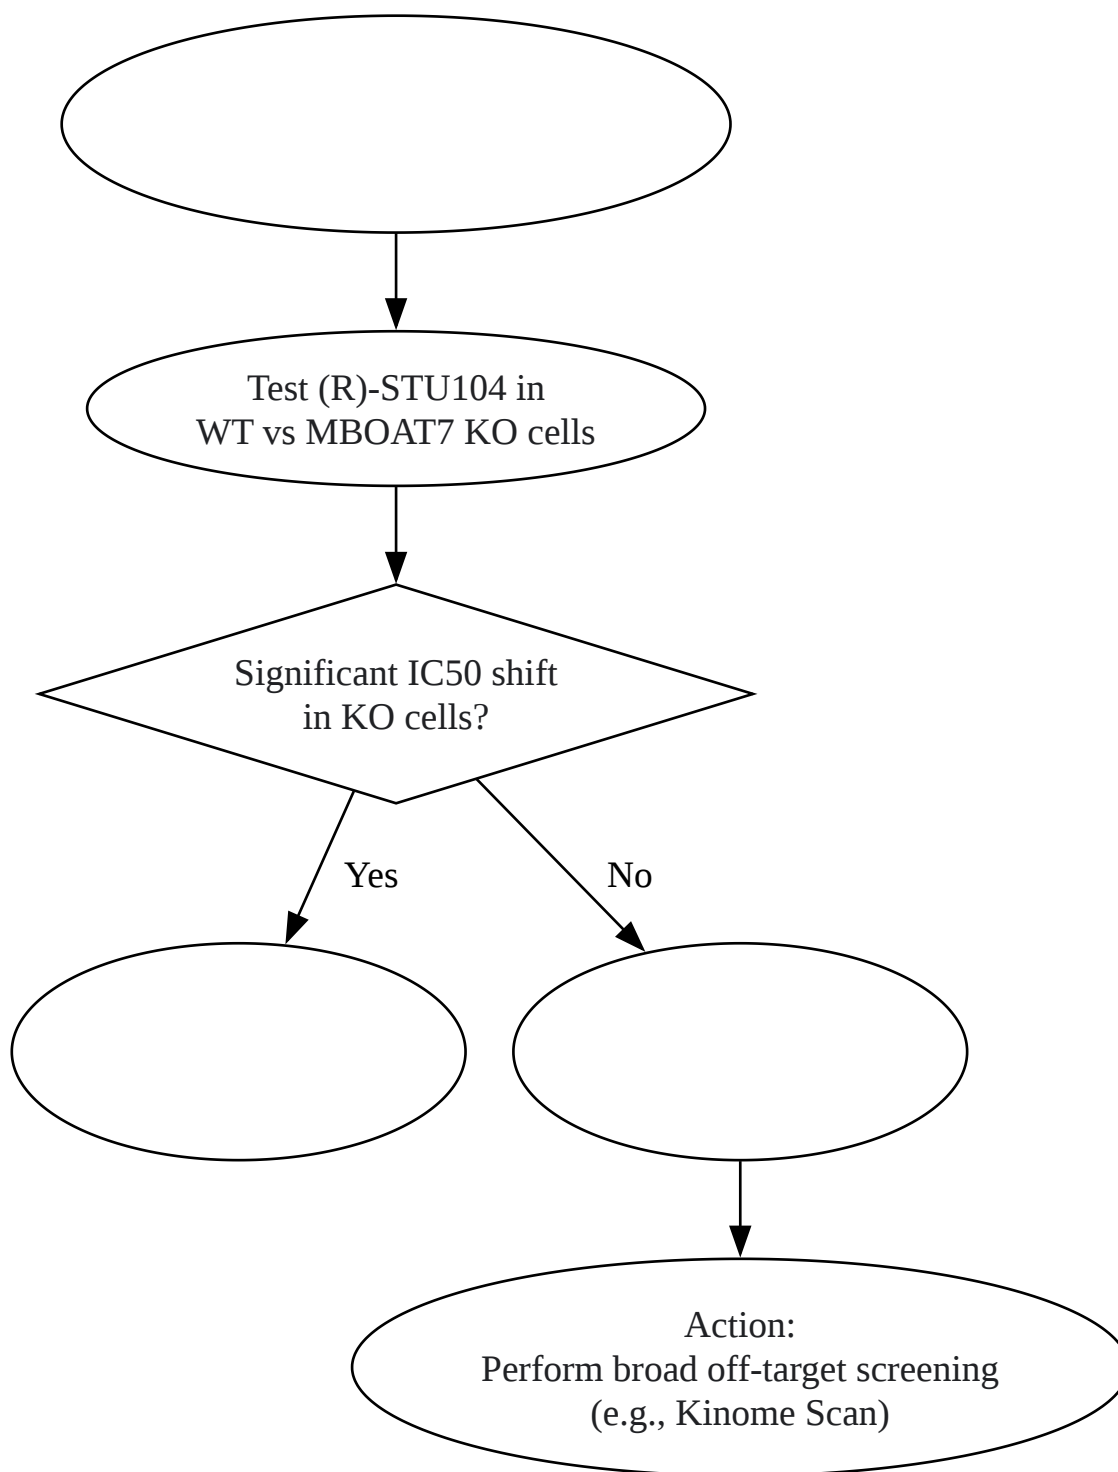 Test (R)-STU104 in
WT vs MBOAT7 KO cells
Significant IC50 shift
in KO cells?
Yes
No
Action:
Perform broad off-target screening
(e.g., Kinome Scan)